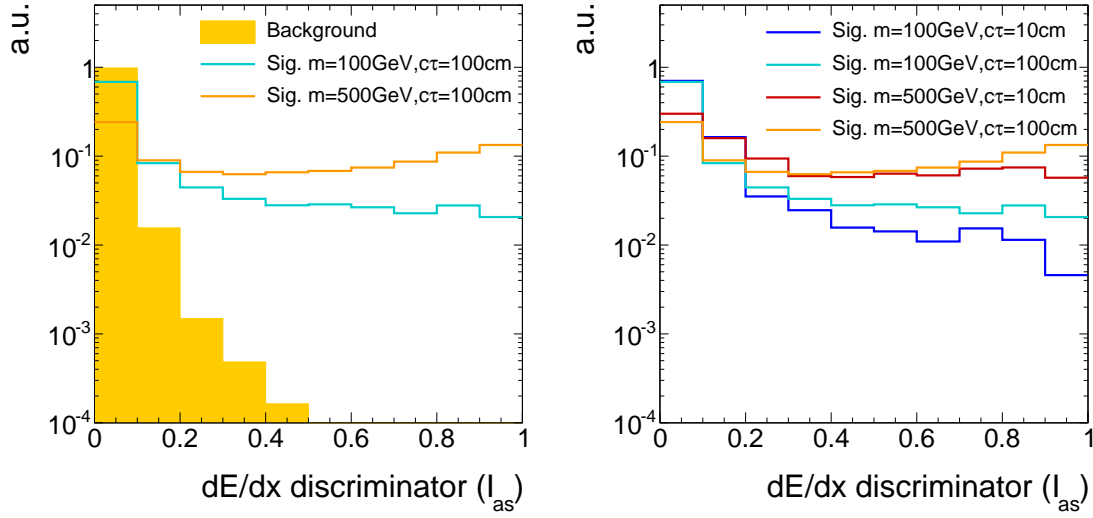 a.u.
Background
Sig. m=100GeV,cτ=100cm
Sig. m=500GeV,cτ=100cm
1
10⁻¹
10⁻²
10⁻³
10⁻⁴
0 0.2 0.4 0.6 0.8 1
dE/dx discriminator (I_as)
a.u.
Sig. m=100GeV,cτ=10cm
Sig. m=100GeV,cτ=100cm
Sig. m=500GeV,cτ=10cm
Sig. m=500GeV,cτ=100cm
1
10⁻¹
10⁻²
10⁻³
10⁻⁴
0 0.2 0.4 0.6 0.8 1
dE/dx discriminator (I_as)